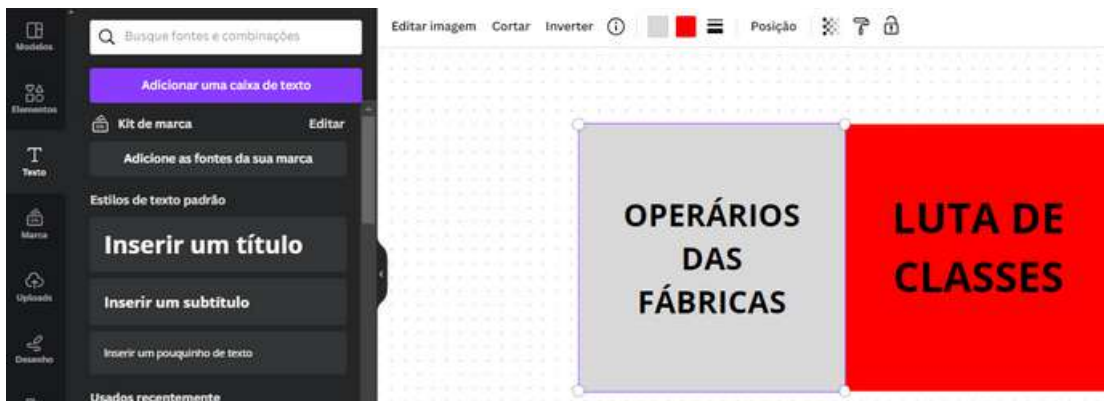 Modelos
Elementos
Texto
Marca
Uploads
Desenho
Busque fontes e combinações
Adicionar uma caixa de texto
Kit de marca Editar
Adicione as fontes da sua marca
Estilos de texto padrão
Inserir um título
Inserir um subtítulo
Inserir um pouquinho de texto
Usados recentemente
Editar imagem Cortar Inverter Posição
OPERÁRIOS
DAS
FÁBRICAS
LUTA DE
CLASSES